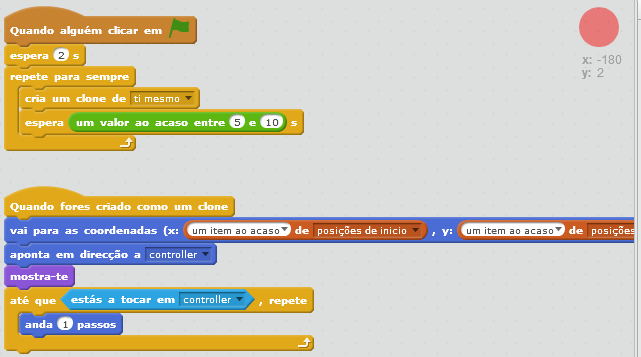 Quando alguém clicar em
espera 2 s
repete para sempre
cria um clone de ti mesmo
espera um valor ao acaso entre 5 e 10 s
x: -180
y: 2
Quando fores criado como um clone
vai para as coordenadas (x: um item ao acaso de posições de inicio , y: um item ao acaso de posições
aponta em direcção a controller
mostra-te
até que estás a tocar em controller , repete
anda 1 passos